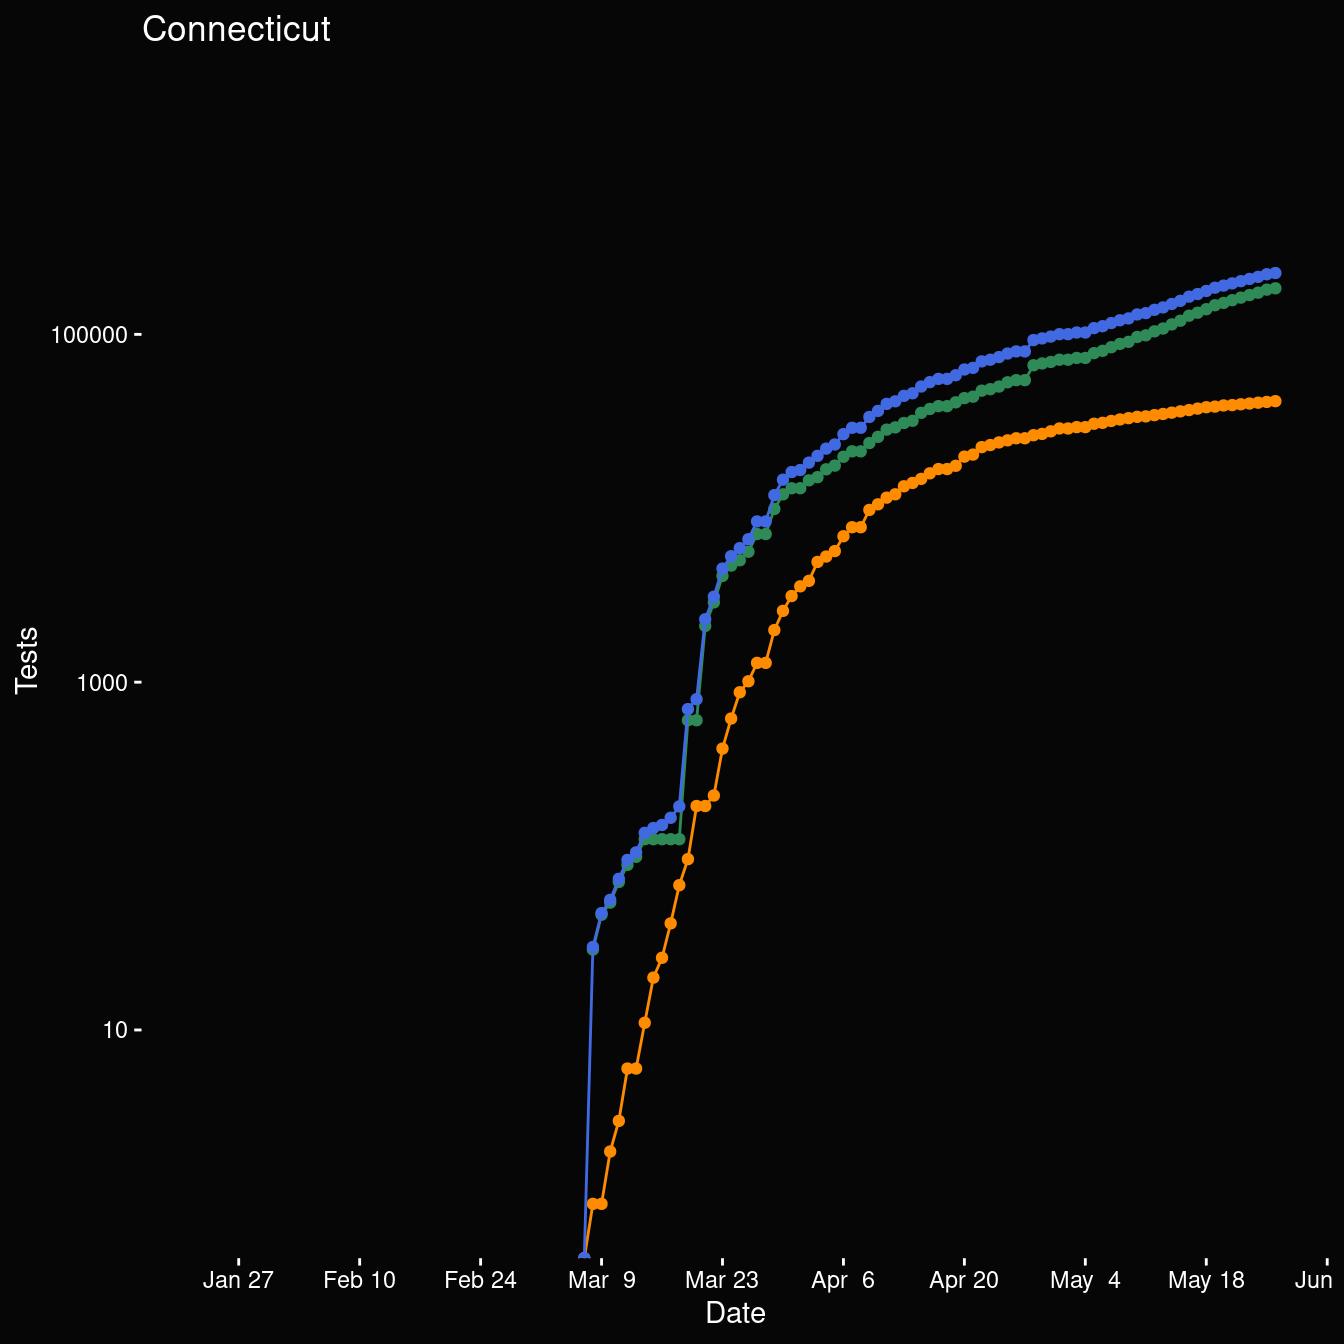 Connecticut
100000
1000
10
Tests
Jan 27
Feb 10
Feb 24
Mar  9
Mar 23
Apr  6
Apr 20
May  4
May 18
Jun
Date